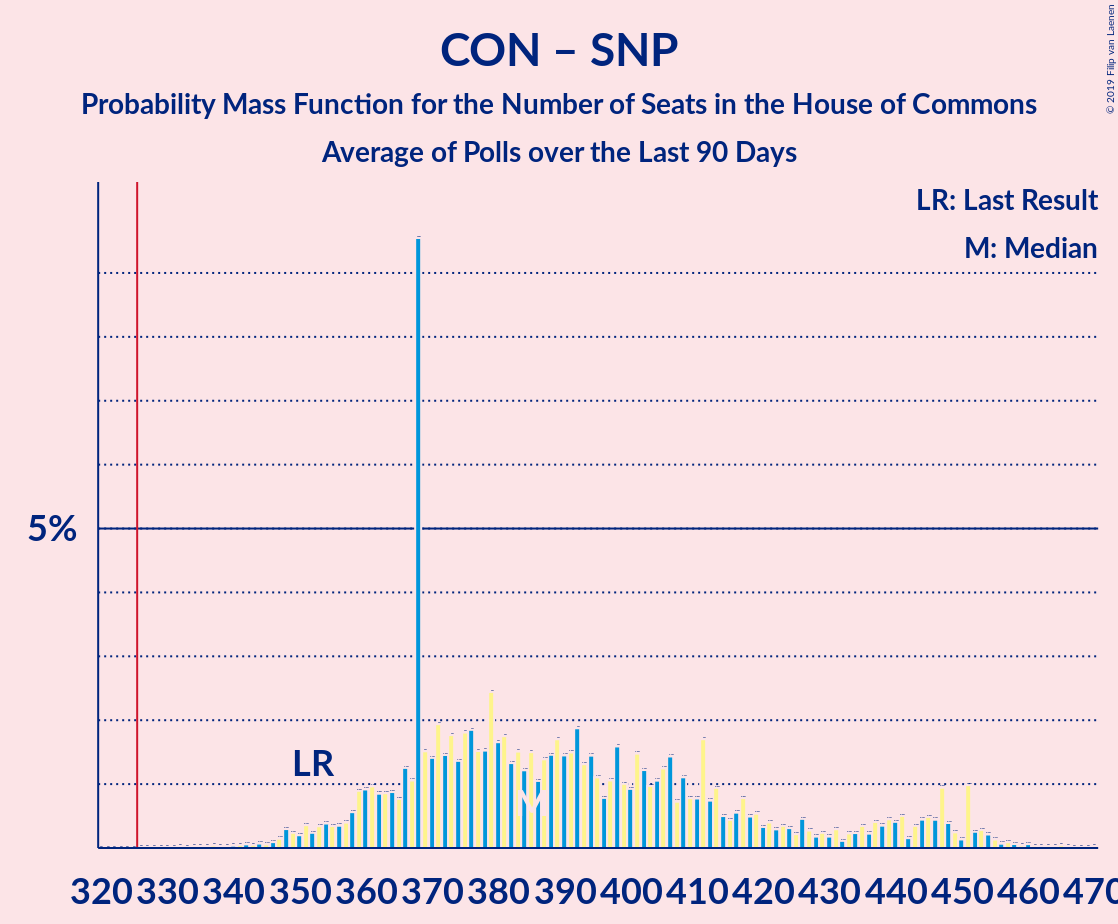 CON – SNP
Probability Mass Function for the Number of Seats in the House of Commons
Average of Polls over the Last 90 Days
© 2019 Filip van Laenen
LR: Last Result
M: Median
5%
LR
M
320 330 340 350 360 370 380 390 400 410 420 430 440 450 460 470